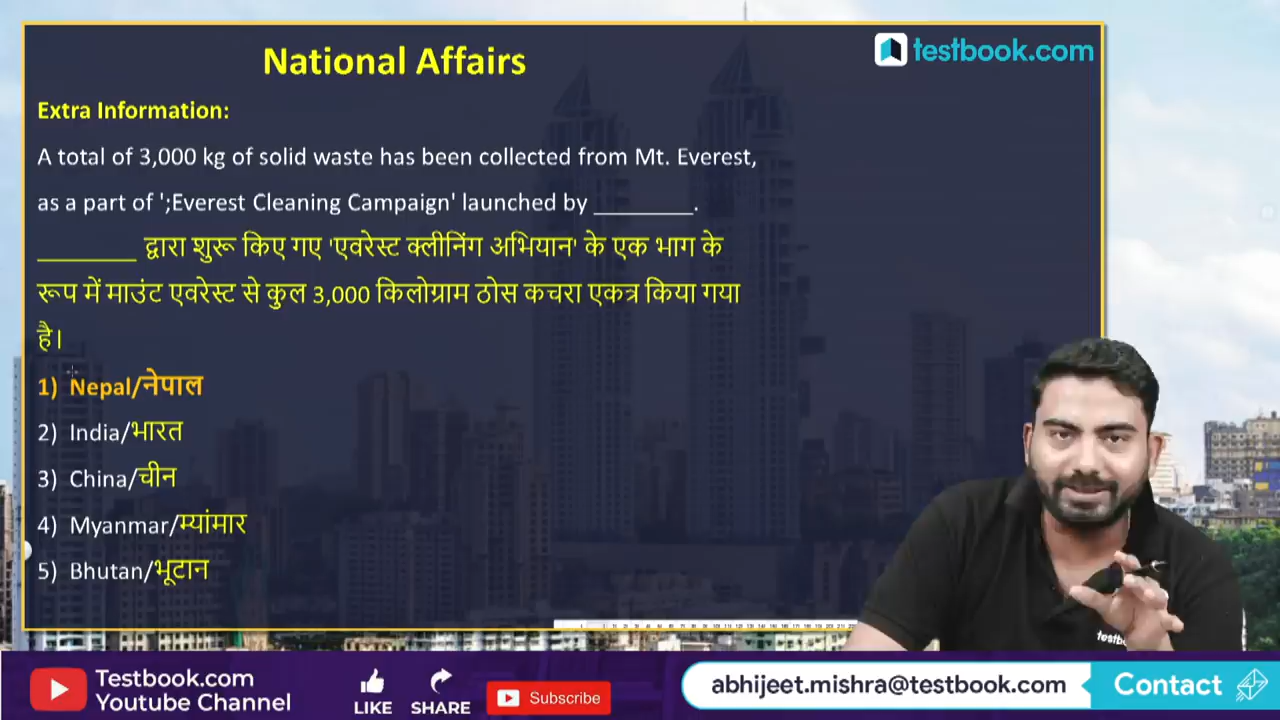 National Affairs
testbook.com
Extra Information:
A total of 3,000 kg of solid waste has been collected from Mt. Everest,
as a part of ';Everest Cleaning Campaign' launched by ________.
________ द्वारा शुरू किए गए 'एवरेस्ट क्लीनिंग अभियान' के एक भाग के
रूप में माउंट एवरेस्ट से कुल 3,000 किलोग्राम ठोस कचरा एकत्र किया गया
है।
1) Nepal/नेपाल
2) India/भारत
3) China/चीन
4) Myanmar/म्यांमार
5) Bhutan/भूटान
Testbook.com
Youtube Channel
LIKE
SHARE
Subscribe
abhijeet.mishra@testbook.com
Contact